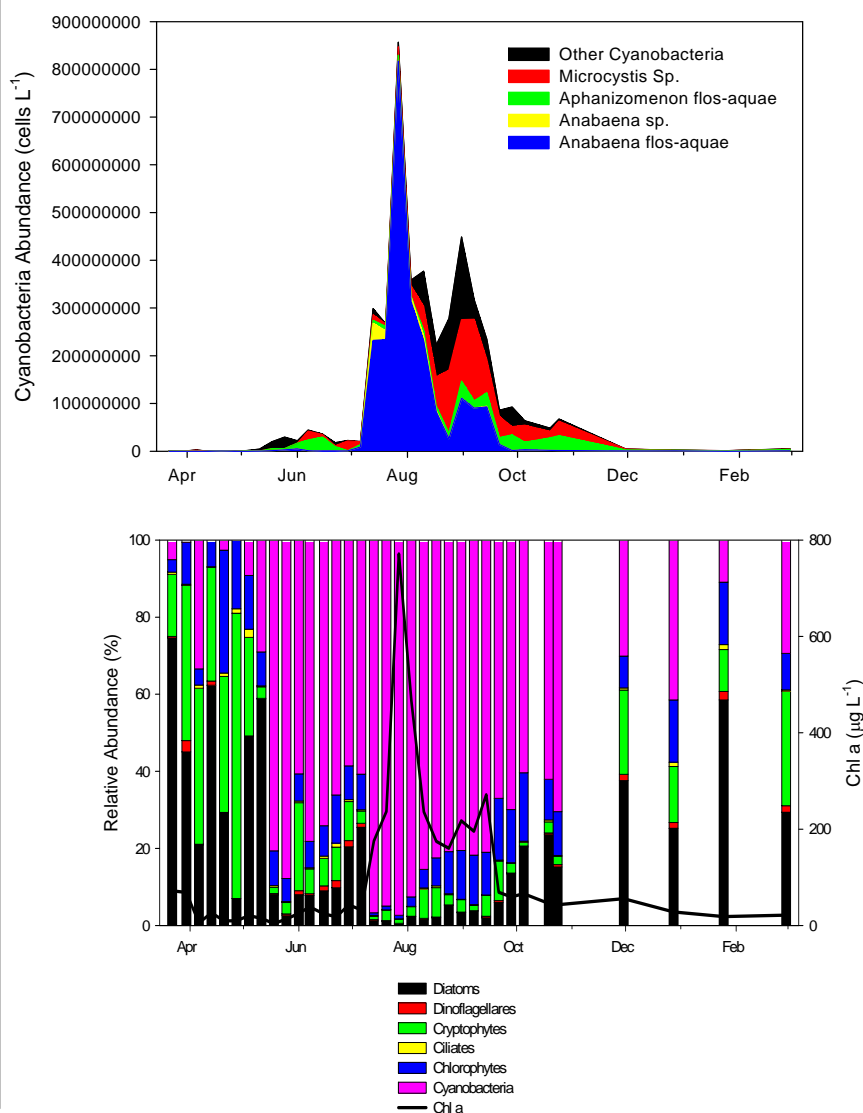 Cyanobacteria Abundance (cells L-1)
900000000
800000000
700000000
600000000
500000000
400000000
300000000
200000000
100000000
0
Other Cyanobacteria
Microcystis Sp.
Aphanizomenon flos-aquae
Anabaena sp.
Anabaena flos-aquae
Apr Jun Aug Oct Dec Feb
Relative Abundance (%)
100
80
60
40
20
0
800
600
400
200
0
Chl a (µg L-1)
Apr Jun Aug Oct Dec Feb
Diatoms
Dinoflagellares
Cryptophytes
Ciliates
Chlorophytes
Cyanobacteria
Chl a